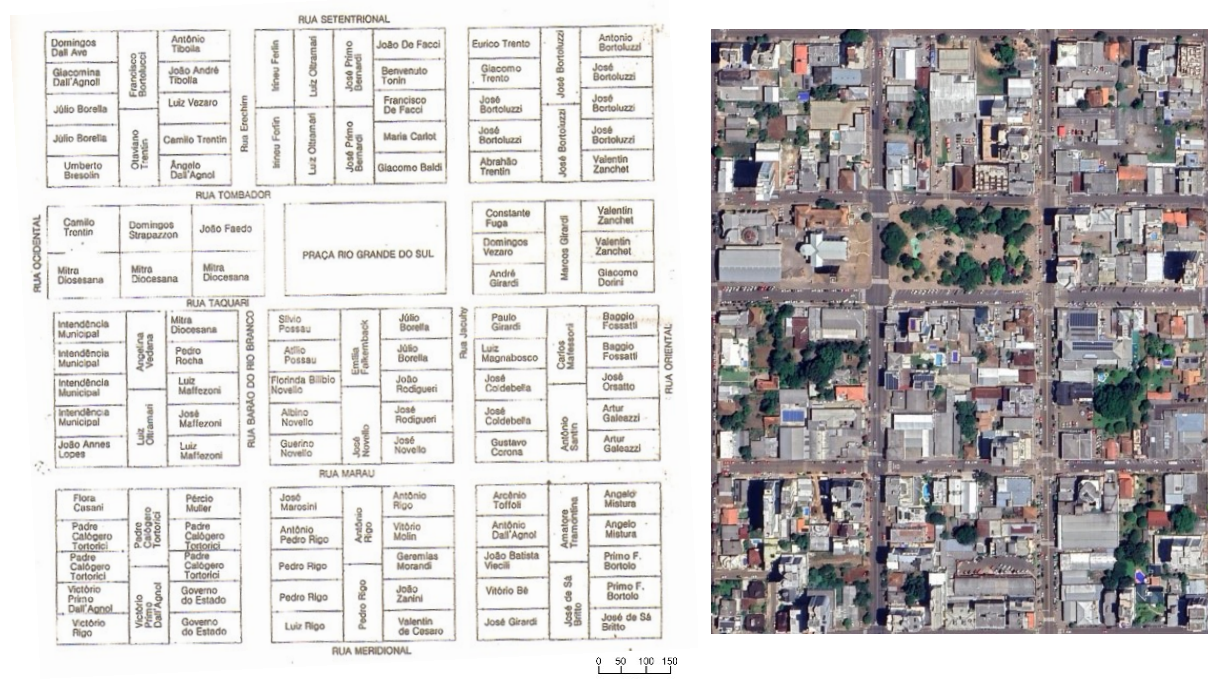 RUA SETENTRIONAL
Domingos
Dall Ave
Giacomina
Dall'Agnoll
Júlio Borella
Júlio Borella
Umberto
Bresolin
Francisco
Bortolucci
Otaviano
Trentin
Antônio
Tibolla
João André
Tibolla
Luiz Vezaro
Camilo Trentin
Ângelo
Dall'Agnol
Rua Erechim
Irineu Ferlin
Irineu Forlin
Luiz Oltramari
Luiz Oltramari
José Primo
Bernardi
José Primo
Bernardi
João De Facci
Benvenuto
Tonin
Francisco
De Facci
Maria Carlot
Giacomo Baldi
Eurico Trento
Giacomo
Trento
José
Bortoluzzi
José
Bortoluzzi
Abrahão
Trentin
José Bortoluzzi
José Bortoluzzi
Antonio
Bortoluzzi
José
Bortoluzzi
José
Bortoluzzi
José
Bortoluzzi
Valentin
Zanchet
RUA TOMBADOR
RUA OCIDENTAL
Camilo
Trontin
Domingos
Strapazzon
João Faedo
Mitra
Diosesana
Mitra
Diocesana
Mitra
Diocesana
PRAÇA RIO GRANDE DO SUL
Constante
Fuga
Domingos
Vezaro
André
Girardi
Marcos Girardi
Valentin
Zanchet
Valentin
Zanchet
Giacomo
Dorini
RUA TAQUARI
Intendência
Municipal
Intendência
Municipal
Intendência
Municipal
Intendência
Municipal
João Annes
Lopes
Angelina
Vedana
Luiz
Oltramari
Mitra
Diocesana
Pedro
Rocha
Luiz
Maffezoni
José
Maffezoni
Luiz
Maffezoni
RUA BARÃO DO RIO BRANCO
Silvio
Possau
Atílio
Possau
Florinda Bilibio
Novello
Albino
Novello
Guerino
Novello
Emília
Falkemback
José
Novello
Júlio
Borella
Júlio
Borella
João
Rodigueri
José
Rodigueri
José
Novello
Rua Jacuhy
Paulo
Girardi
Luiz
Magnabosco
José
Coldebella
José
Coldebella
Gustavo
Corona
Carlos
Mafessoni
Antônio
Santin
Baggio
Fossatti
Baggio
Fossatti
José
Orsatto
Artur
Galeazzi
Artur
Galeazzi
RUA ORIENTAL
RUA MARAU
Flora
Casani
Padre
Calógero
Tortorici
Padre
Calógero
Tortorici
Victório
Primo
Dall'Agnol
Victório
Rigo
Padre
Calógero
Tortorici
Victório
Primo
Dall'Agnol
Pércio
Muller
Padre
Calógero
Tortorici
Padre
Calógero
Tortorici
Governo
do Estado
Governo
do Estado
José
Marosini
Antônio
Pedro Rigo
Pedro Rigo
Pedro Rigo
Luiz Rigo
Antônio
Rigo
Pedro Rigo
Antônio
Rigo
Vitório
Molin
Geremias
Morandi
João
Zanini
Valentin
de Cesaro
Arcênio
Toffoli
Antônio
Dall'Agnol
João Batista
Viecili
Vitório Bê
José Girardi
Amatore
Tramontina
José de Sá
Britto
Angelo
Mistura
Angelo
Mistura
Primo F.
Bortolo
Primo F.
Bortolo
José de Sá
Britto
RUA MERIDIONAL
0 50 100 150